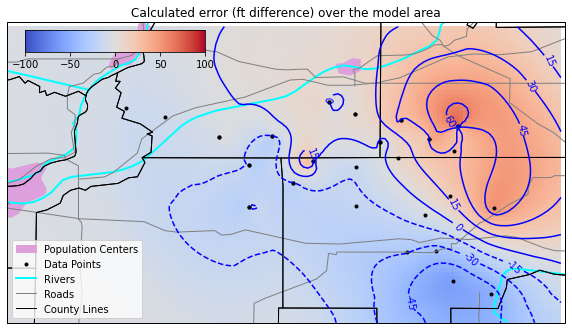 Calculated error (ft difference) over the model area
−100 −50 0 50 100
15
30
45
60
15
15
0
-15
-30
-45
Population Centers
Data Points
Rivers
Roads
County Lines